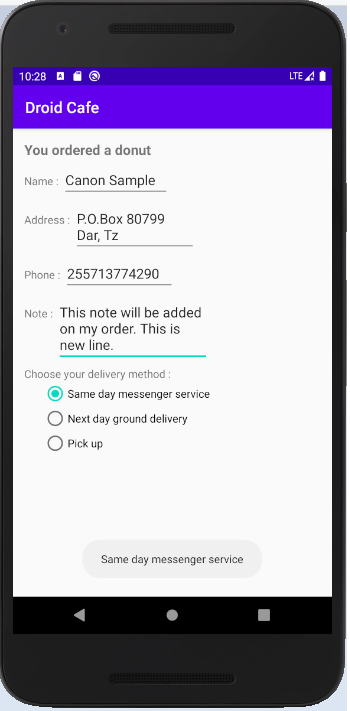 10:28
LTE
Droid Cafe
You ordered a donut
Name : Canon Sample
Address : P.O.Box 80799
Dar, Tz
Phone : 255713774290
Note : This note will be added
on my order. This is
new line.
Choose your delivery method :
Same day messenger service
Next day ground delivery
Pick up
Same day messenger service